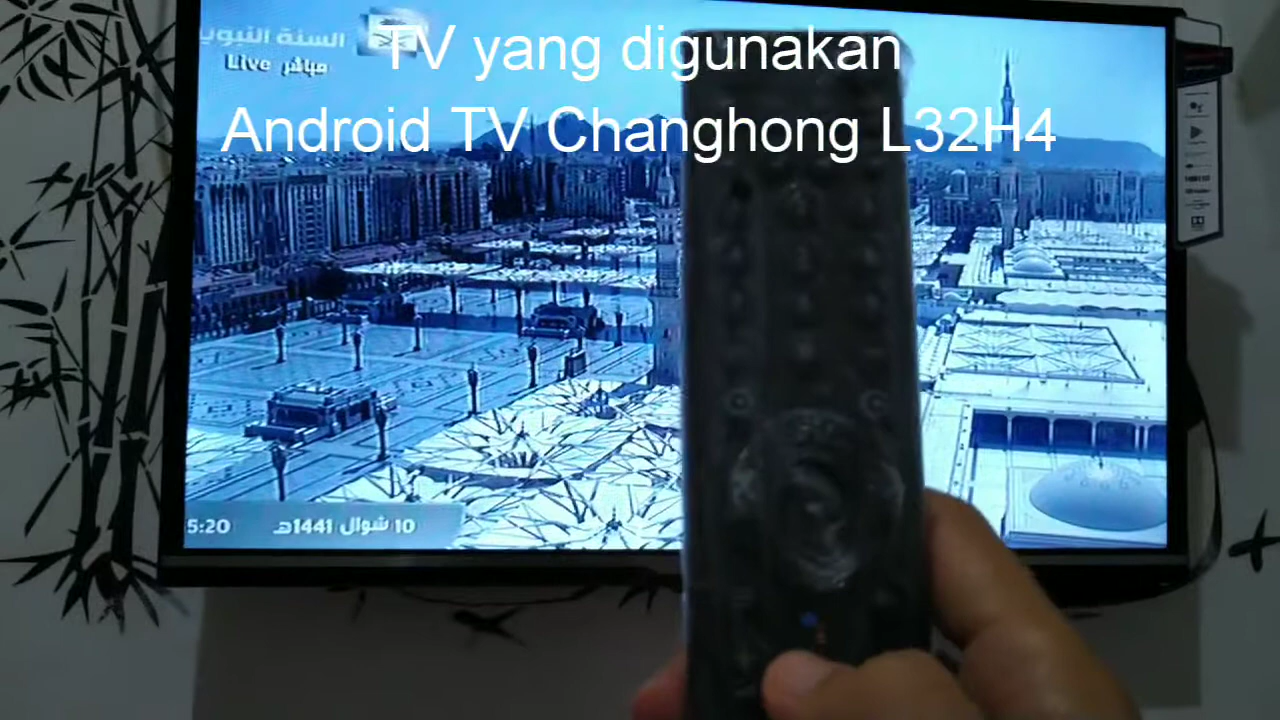 TV yang digunakan
Android TV Changhong L32H4
السنة النبوية
Live مباشر
5:20
10 شوال 1441هـ